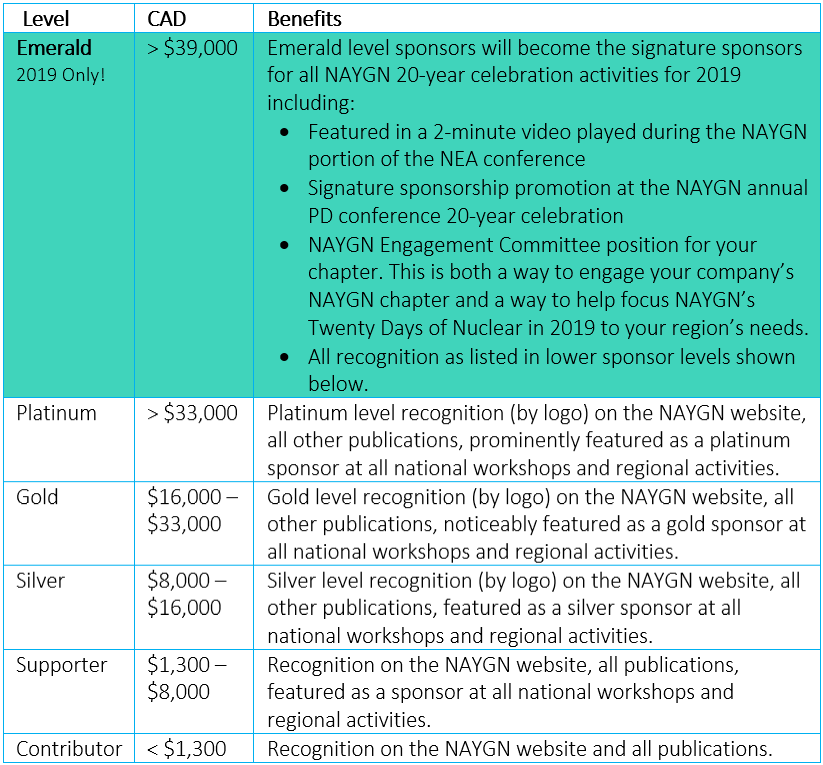 Level CAD Benefits
Emerald > $39,000 Emerald level sponsors will become the signature sponsors
2019 Only! for all NAYGN 20-year celebration activities for 2019
including:
• Featured in a 2-minute video played during the NAYGN
portion of the NEA conference
• Signature sponsorship promotion at the NAYGN annual
PD conference 20-year celebration
• NAYGN Engagement Committee position for your
chapter. This is both a way to engage your company’s
NAYGN chapter and a way to help focus NAYGN’s
Twenty Days of Nuclear in 2019 to your region’s needs.
• All recognition as listed in lower sponsor levels shown
below.
Platinum > $33,000 Platinum level recognition (by logo) on the NAYGN website,
all other publications, prominently featured as a platinum
sponsor at all national workshops and regional activities.
Gold $16,000 – Gold level recognition (by logo) on the NAYGN website, all
$33,000 other publications, noticeably featured as a gold sponsor at
all national workshops and regional activities.
Silver $8,000 – Silver level recognition (by logo) on the NAYGN website, all
$16,000 other publications, featured as a silver sponsor at all
national workshops and regional activities.
Supporter $1,300 – Recognition on the NAYGN website, all publications,
$8,000 featured as a sponsor at all national workshops and
regional activities.
Contributor < $1,300 Recognition on the NAYGN website and all publications.